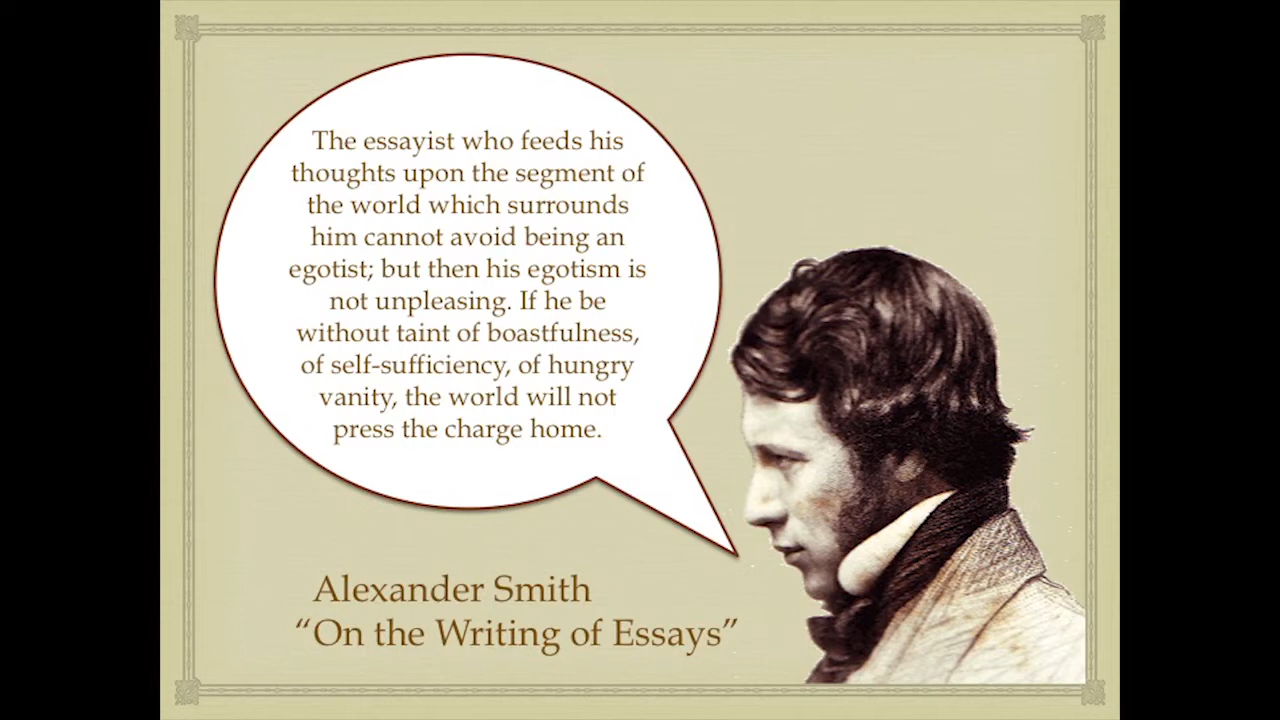 The essayist who feeds his
thoughts upon the segment of
the world which surrounds
him cannot avoid being an
egotist; but then his egotism is
not unpleasing. If he be
without taint of boastfulness,
of self-sufficiency, of hungry
vanity, the world will not
press the charge home.
Alexander Smith
“On the Writing of Essays”